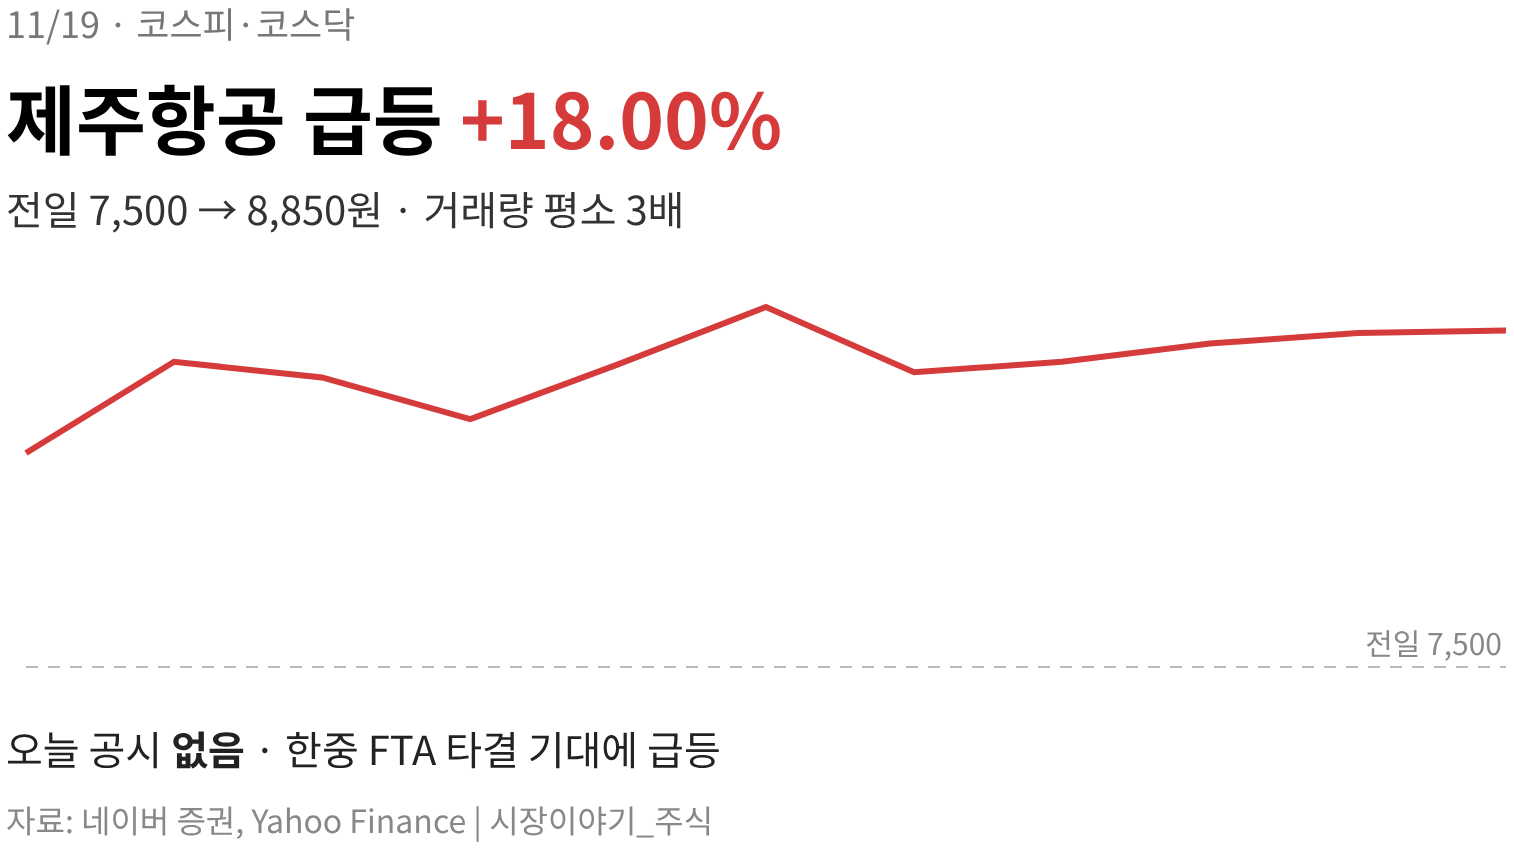 11/19 · 코스피·코스닥
제주항공 급등 +18.00%
전일 7,500 → 8,850원 · 거래량 평소 3배
전일 7,500
오늘 공시 없음 · 한중 FTA 타결 기대에 급등
자료: 네이버 증권, Yahoo Finance | 시장이야기_주식